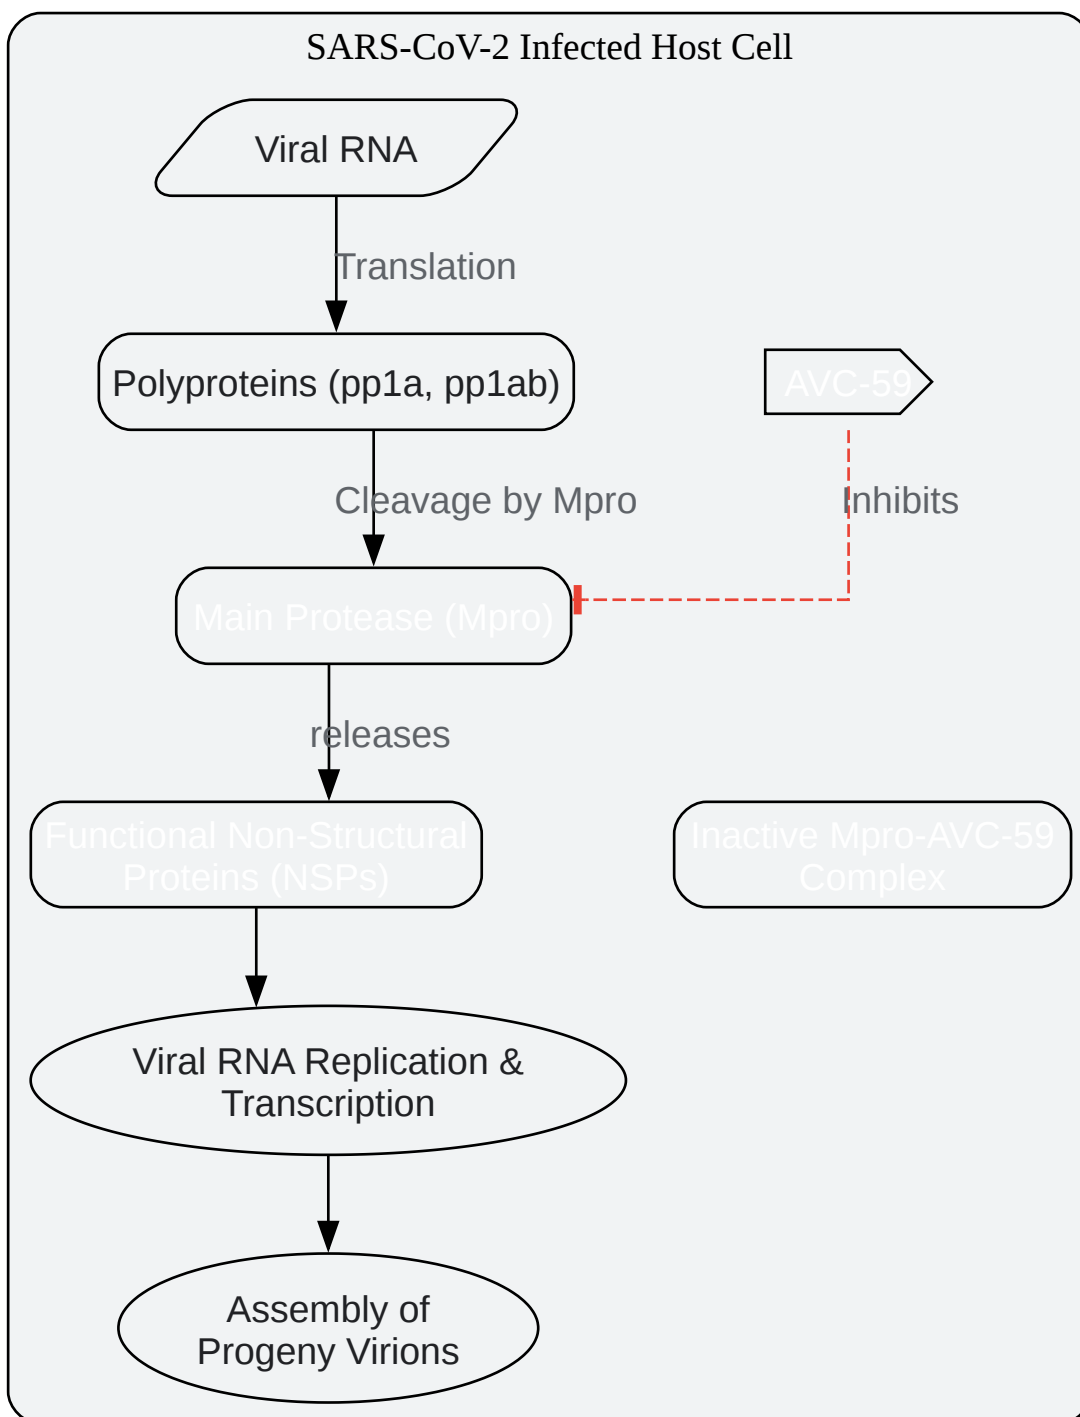 SARS-CoV-2 Infected Host Cell
Viral RNA
Translation
Polyproteins (pp1a, pp1ab)
AVC-59
Cleavage by Mpro
Inhibits
Main Protease (Mpro)
releases
Functional Non-Structural
Proteins (NSPs)
Inactive Mpro-AVC-59
Complex
Viral RNA Replication &
Transcription
Assembly of
Progeny Virions